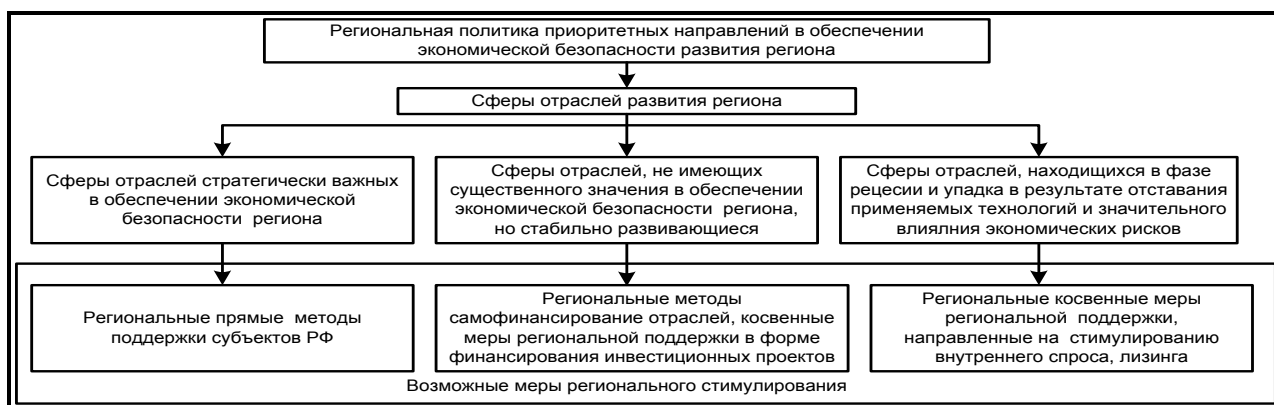 Региональная политика приоритетных направлений в обеспечении
экономической безопасности развития региона
Сферы отраслей развития региона
Сферы отраслей стратегически важных
в обеспечении экономической
безопасности региона
Сферы отраслей, не имеющих
существенного значения в обеспечении
экономической безопасности региона,
но стабильно развивающиеся
Сферы отраслей, находящихся в фазе
рецесии и упадка в результате отставания
применяемых технологий и значительного
влиялния экономических рисков
Региональные прямые методы
поддержки субъектов РФ
Региональные методы
самофинансирование отраслей, косвенные
меры региональной поддержки в форме
финансирования инвестиционных проектов
Региональные косвенные меры
региональной поддержки,
направленные на стимулированию
внутреннего спроса, лизинга
Возможные меры регионального стимулирования